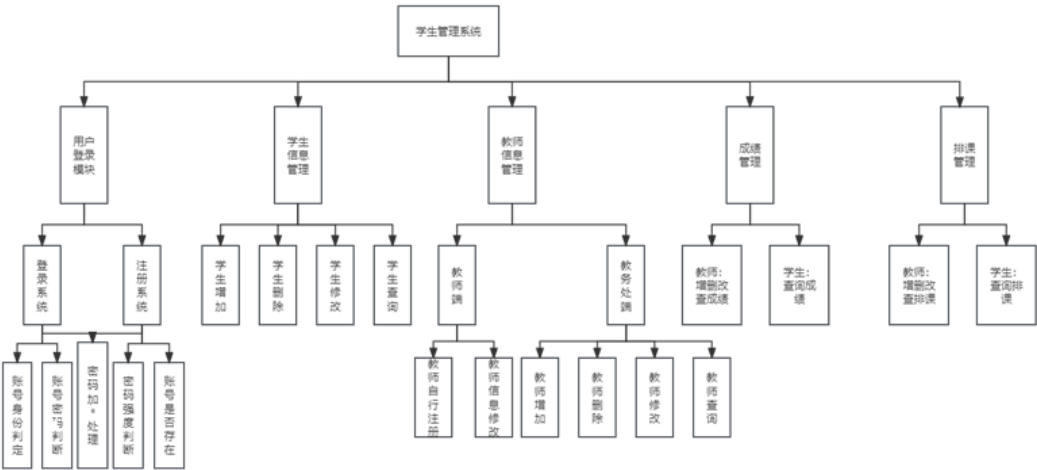 学生管理系统
用户
登录
模块
学生
信息
管理
教师
信息
管理
成绩
管理
排课
管理
登录系统
注册系统
学生增加
学生删除
学生修改
学生查询
教师端
教务处端
教师:
增删改
查成绩
学生:
查询成
绩
教师:
增删改
查排课
学生:
查询排
课
账号身份判定
账号密码判断
密码加*处理
密码强度判断
账号是否存在
教师自行注册
教师信息修改
教师增加
教师删除
教师修改
教师查询